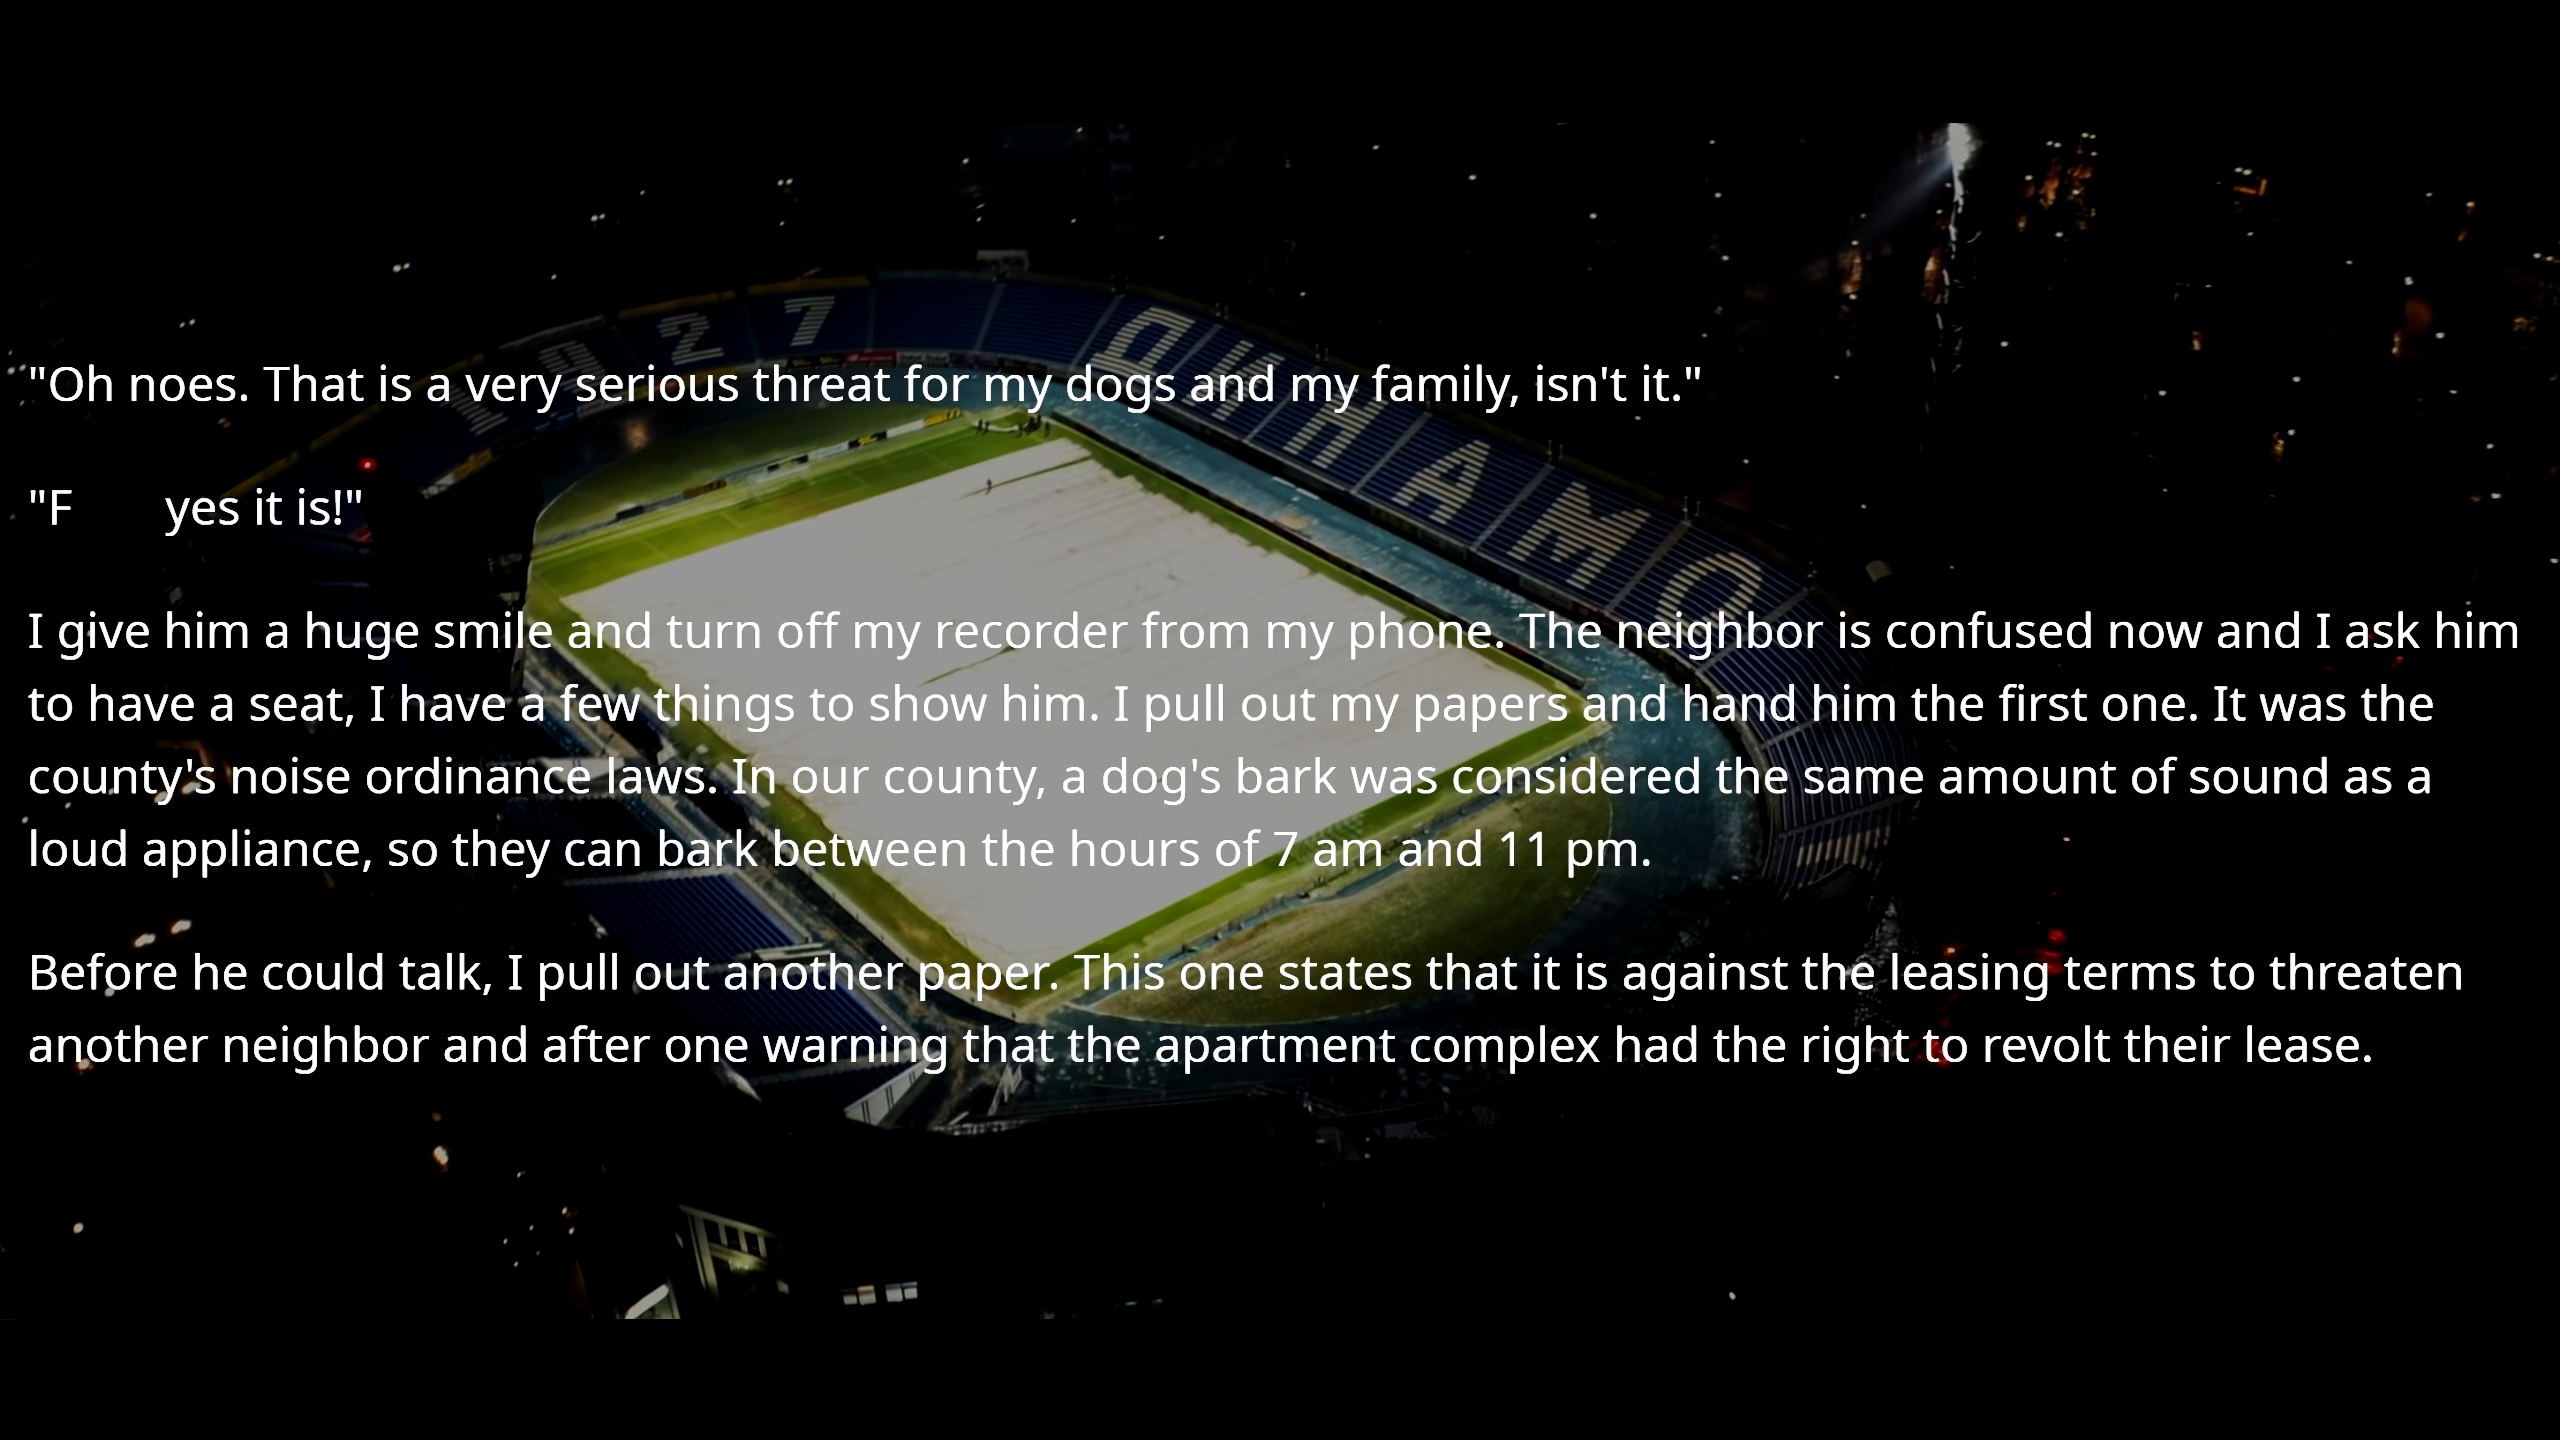 1927
ДИНАМО
"Oh noes. That is a very serious threat for my dogs and my family, isn't it."
"F yes it is!"
I give him a huge smile and turn off my recorder from my phone. The neighbor is confused now and I ask him
to have a seat, I have a few things to show him. I pull out my papers and hand him the first one. It was the
county's noise ordinance laws. In our county, a dog's bark was considered the same amount of sound as a
loud appliance, so they can bark between the hours of 7 am and 11 pm.
Before he could talk, I pull out another paper. This one states that it is against the leasing terms to threaten
another neighbor and after one warning that the apartment complex had the right to revolt their lease.